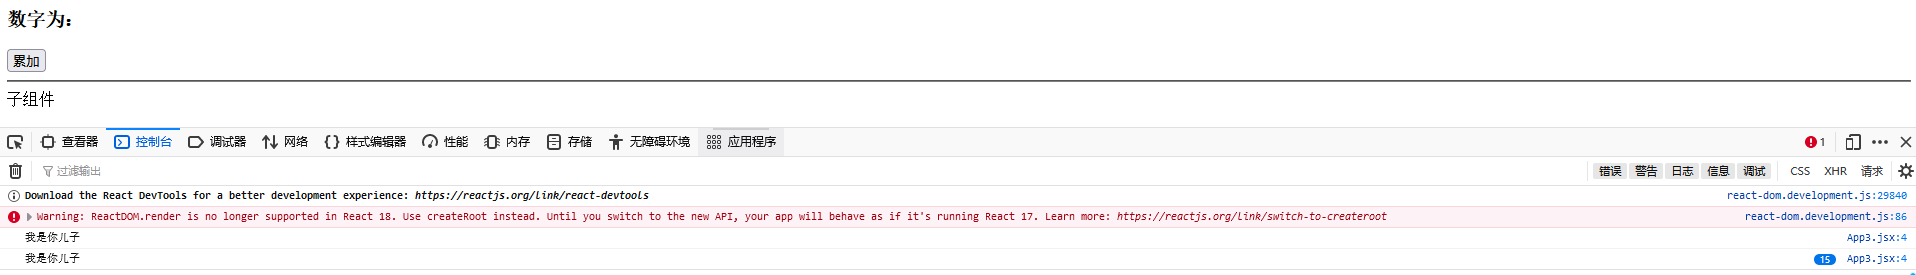 数字为：
累加
子组件
查看器 控制台 调试器 网络 样式编辑器 性能 内存 存储 无障碍环境 应用程序 1
过滤输出 错误 警告 日志 信息 调试 CSS XHR 请求
Download the React DevTools for a better development experience: https://reactjs.org/link/react-devtools react-dom.development.js:29840
Warning: ReactDOM.render is no longer supported in React 18. Use createRoot instead. Until you switch to the new API, your app will behave as if it's running React 17. Learn more: https://reactjs.org/link/switch-to-createroot react-dom.development.js:86
我是你儿子 App3.jsx:4
我是你儿子 15 App3.jsx:4